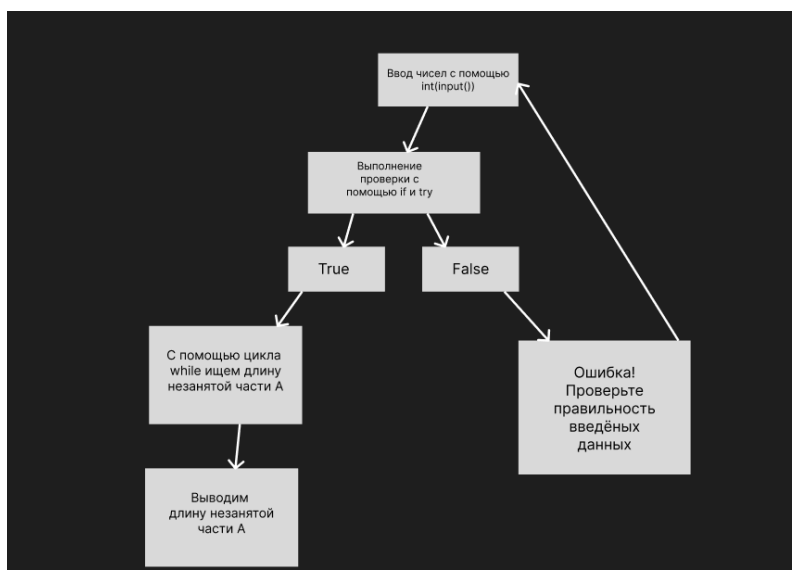 Ввод чисел с помощью
int(input())
Выполнение
проверки с
помощью if и try
True
False
С помощью цикла
while ищем длину
незанятой части А
Ошибка!
Проверьте
правильность
введёных
данных
Выводим
длину незанятой
части А